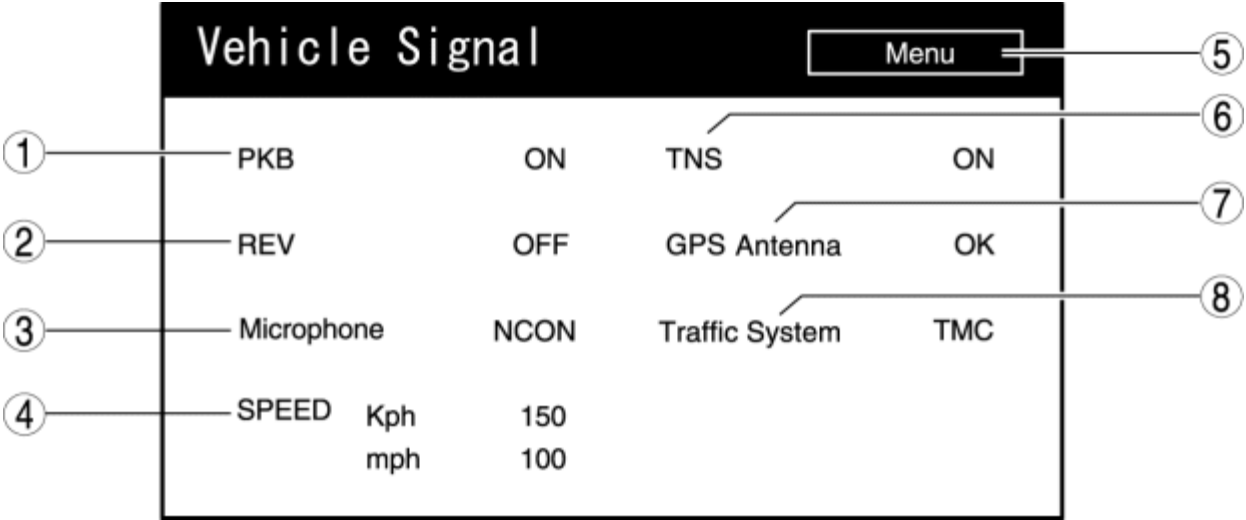 Vehicle Signal Menu 5
6
1 PKB ON TNS ON
7
2 REV OFF GPS Antenna OK
8
3 Microphone NCON Traffic System TMC
4 SPEED Kph 150
mph 100